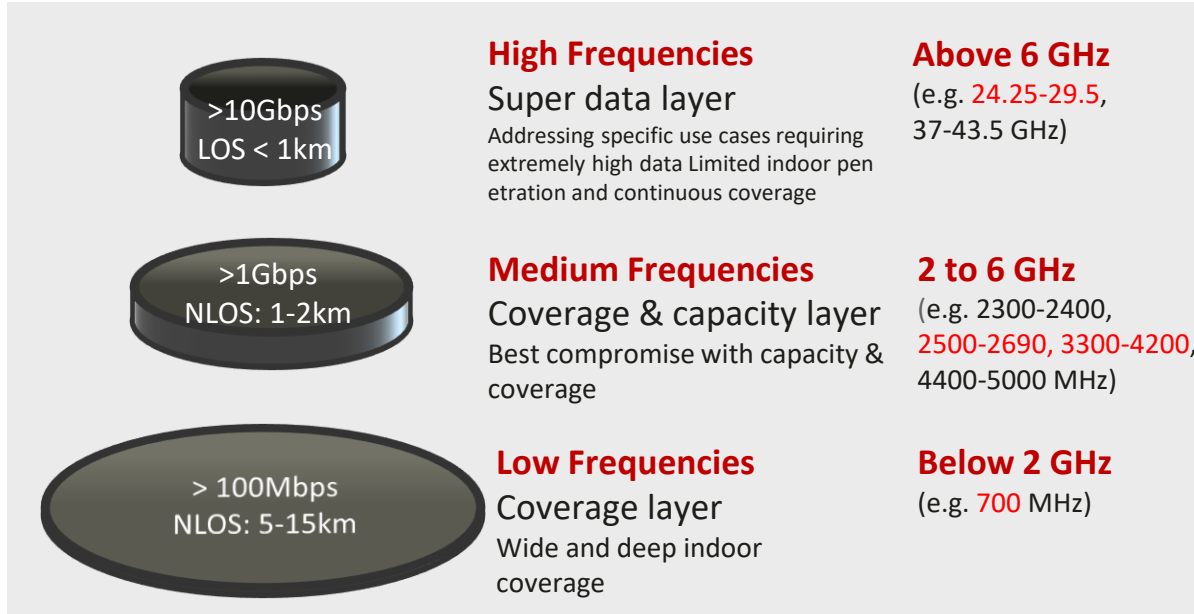 >10Gbps
LOS < 1km
High Frequencies
Super data layer
Addressing specific use cases requiring
extremely high data Limited indoor pen
etration and continuous coverage
Above 6 GHz
(e.g. 24.25-29.5,
37-43.5 GHz)
>1Gbps
NLOS: 1-2km
Medium Frequencies
Coverage & capacity layer
Best compromise with capacity &
coverage
2 to 6 GHz
(e.g. 2300-2400,
2500-2690, 3300-4200,
4400-5000 MHz)
> 100Mbps
NLOS: 5-15km
Low Frequencies
Coverage layer
Wide and deep indoor
coverage
Below 2 GHz
(e.g. 700 MHz)